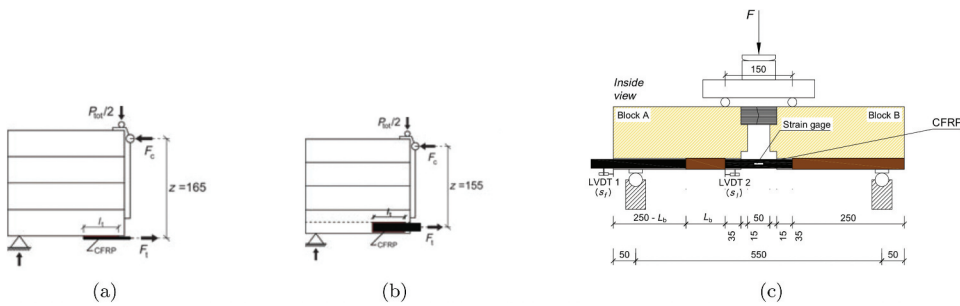 P_tot/2
F_c
z = 165
l_t
CFRP
F_t
(a)
P_tot/2
F_c
z = 155
l_t
CFRP
F_t
(b)
F
150
Inside
view
Block A
Block B
CFRP
Strain gage
LVDT 1
(s_f)
LVDT 2
(s_l)
250 - L_b
L_b
35
15
50
15
35
250
50
550
50
(c)